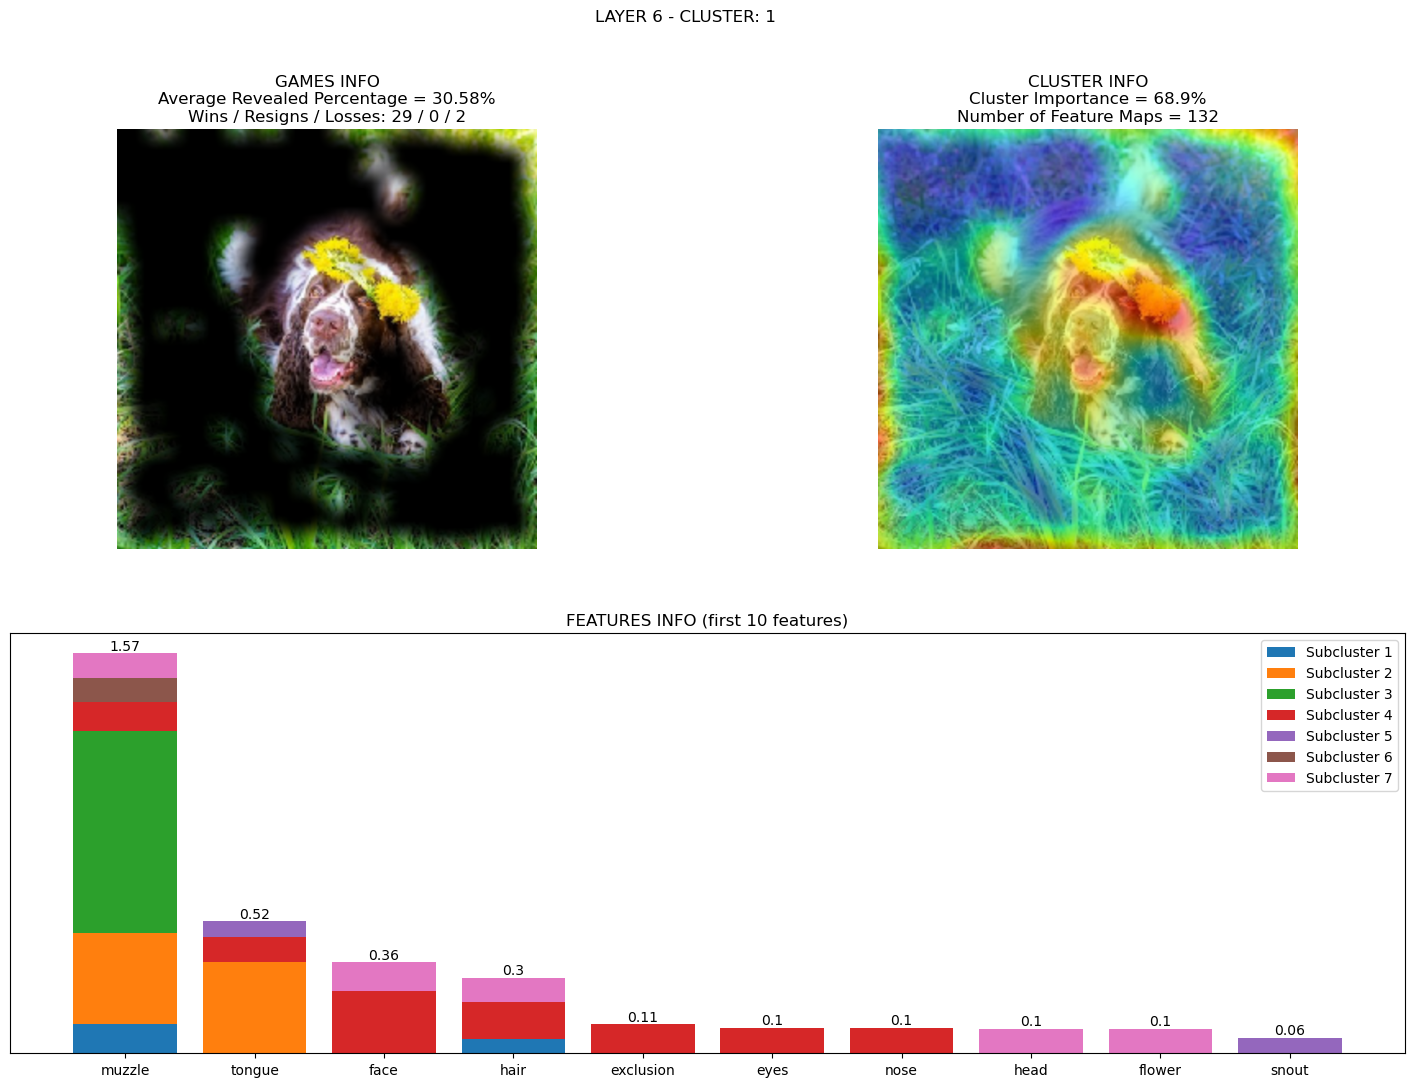 LAYER 6 - CLUSTER: 1
GAMES INFO
Average Revealed Percentage = 30.58%
Wins / Resigns / Losses: 29 / 0 / 2
CLUSTER INFO
Cluster Importance = 68.9%
Number of Feature Maps = 132
FEATURES INFO (first 10 features)
1.57
0.52
0.36
0.3
0.11
0.1
0.1
0.1
0.1
0.06
Subcluster 1
Subcluster 2
Subcluster 3
Subcluster 4
Subcluster 5
Subcluster 6
Subcluster 7
muzzle tongue face hair exclusion eyes nose head flower snout